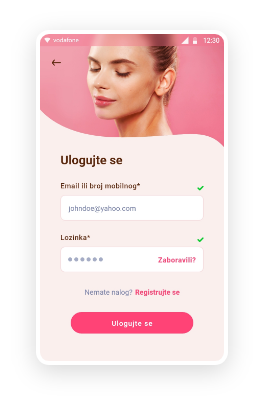 vodafone 12:30
Ulogujte se
Email ili broj mobilnog*
johndoe@yahoo.com
Lozinka*
Zaboravili?
Nemate nalog? Registrujte se
Ulogujte se